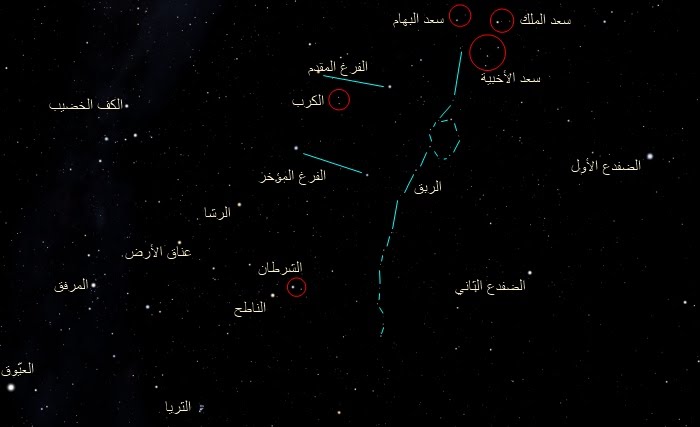 سعد الملك
سعد البهام
سعد الأخبية
الفرغ المقدم
الكرب
الكف الخضيب
الضفدع الأول
الفرغ المؤخر
الربق
الرشا
عناق الأرض
الشرطان
المرفق
الضفدع الثاني
الناطح
العيّوق
الثريا